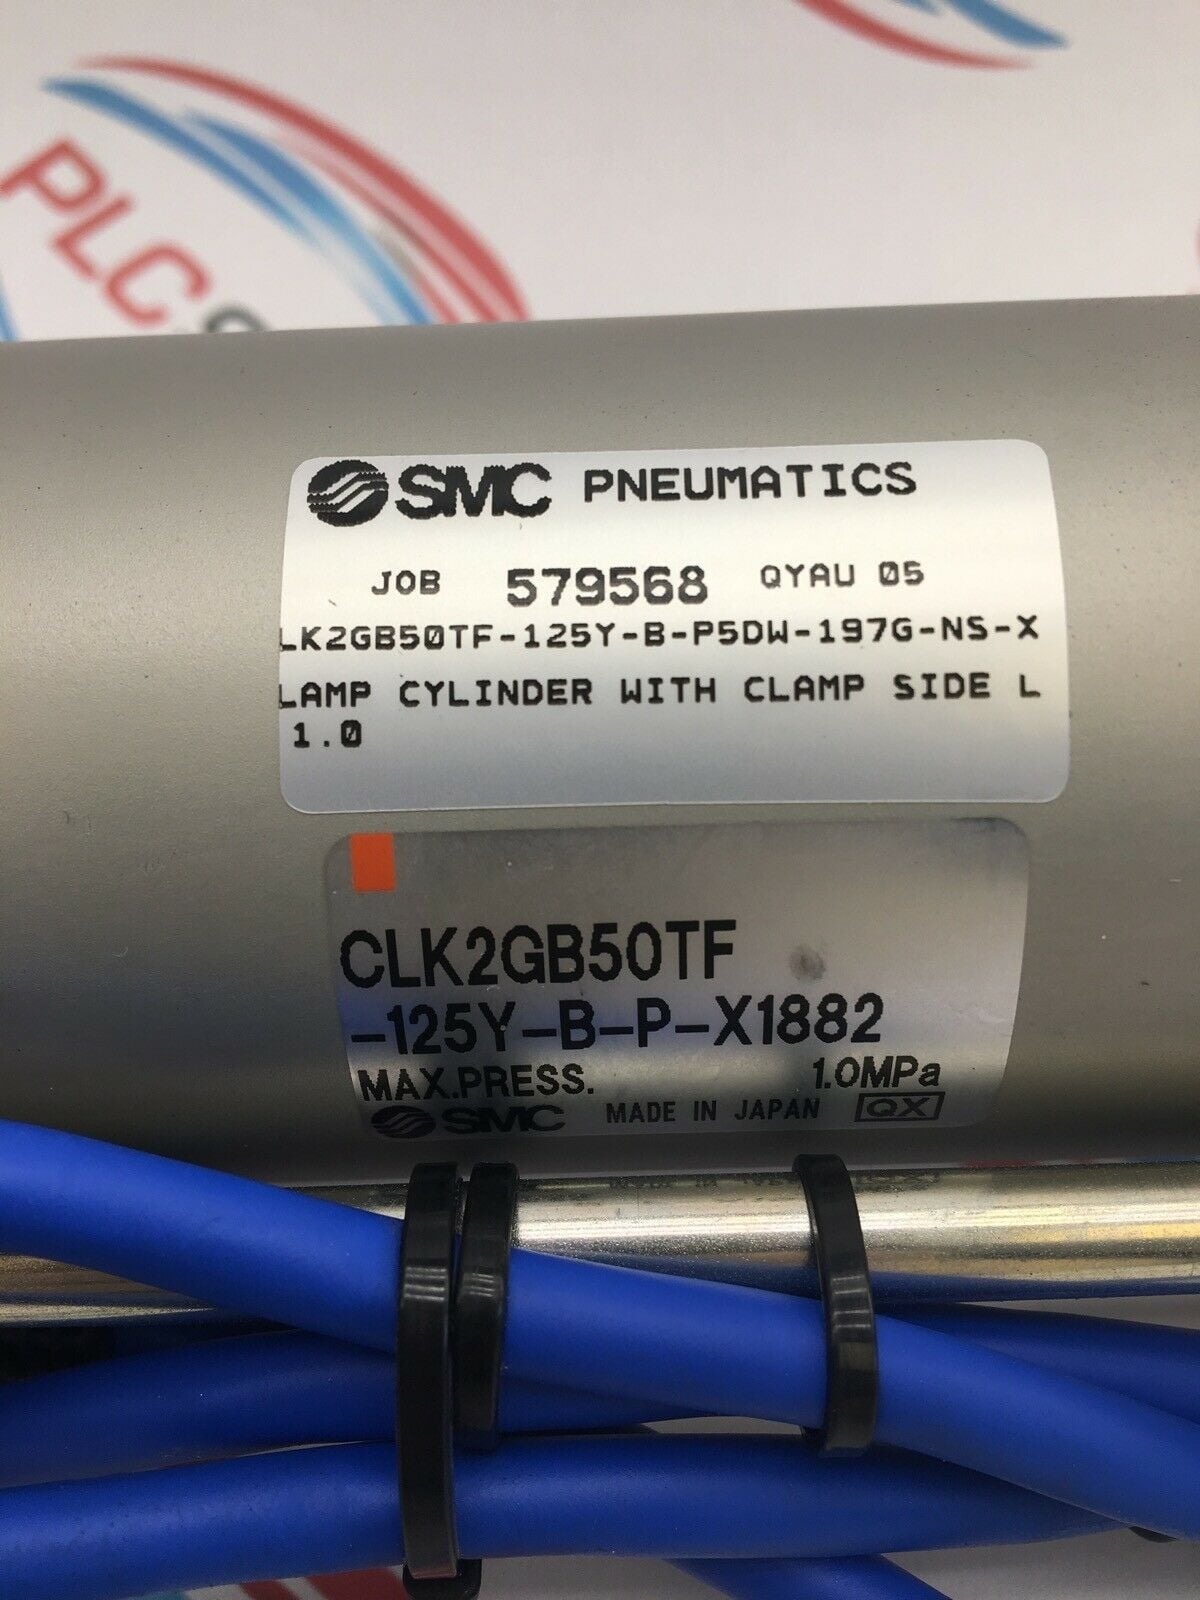 PLC
SMC PNEUMATICS
JOB 579568 QYAU 05
LK2GB50TF-125Y-B-P5DW-197G-NS-X
LAMP CYLINDER WITH CLAMP SIDE L
1.0
CLK2GB50TF
-125Y-B-P-X1882
MAX.PRESS. 1.0MPa
SMC MADE IN JAPAN QX